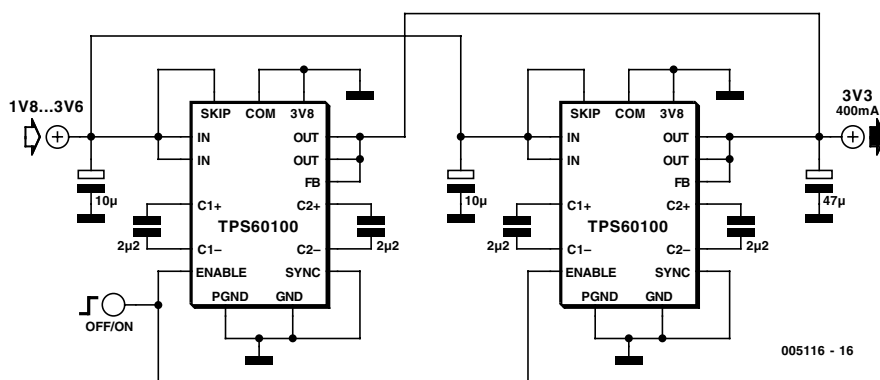 1V8...3V6
3V3
400mA
SKIP
COM
3V8
IN
OUT
IN
OUT
FB
C1+
C2+
TPS60100
C1–
C2–
ENABLE
SYNC
PGND
GND
10µ
2µ2
2µ2
OFF/ON
SKIP
COM
3V8
IN
OUT
IN
OUT
FB
C1+
C2+
TPS60100
C1–
C2–
ENABLE
SYNC
PGND
GND
10µ
2µ2
2µ2
47µ
005116 - 16